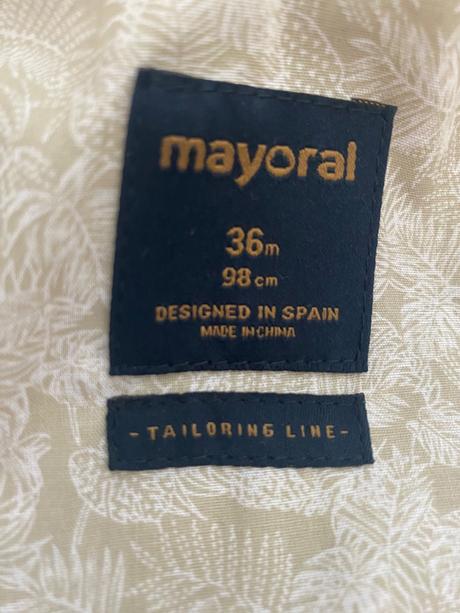 mayoral
36m
98cm
DESIGNED IN SPAIN
MADE IN CHINA
-TAILORING LINE-